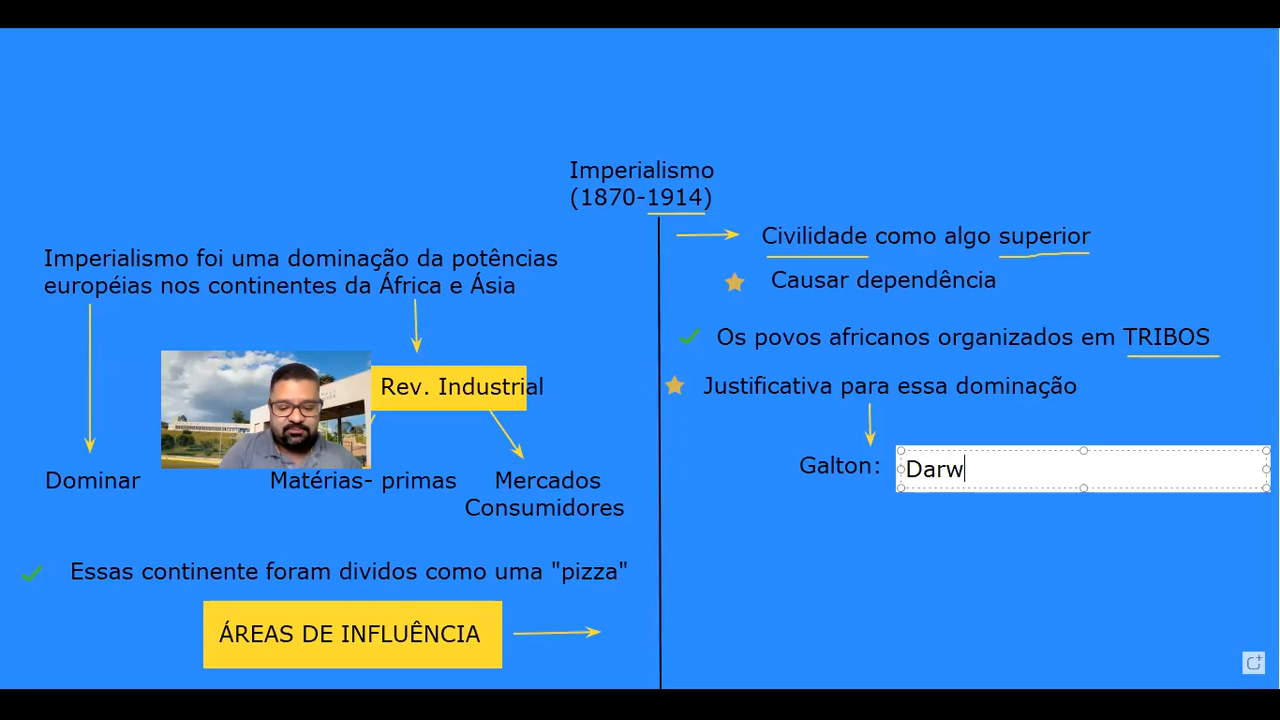 Imperialismo
(1870-1914)
Imperialismo foi uma dominação da potências
européias nos continentes da África e Ásia
Rev. Industrial
Dominar
Matérias- primas
Mercados
Consumidores
Essas continente foram dividos como uma "pizza"
ÁREAS DE INFLUÊNCIA
Civilidade como algo superior
Causar dependência
Os povos africanos organizados em TRIBOS
Justificativa para essa dominação
Galton: Darw